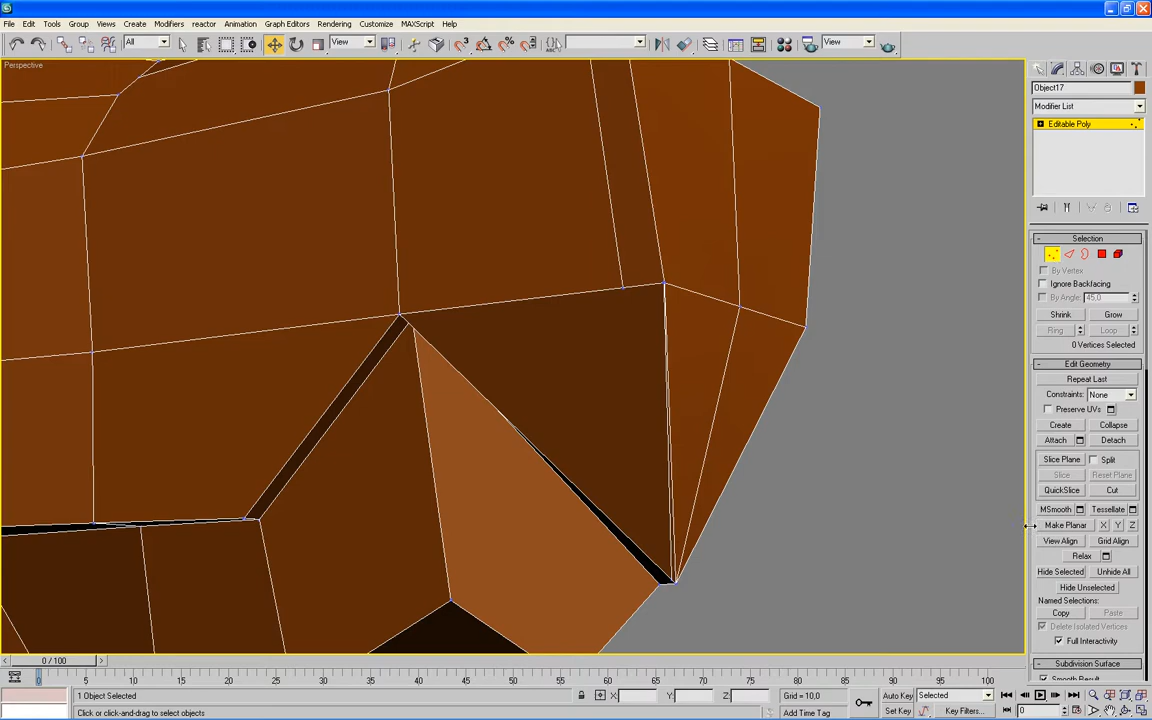 File Edit Tools Group Views Create Modifiers reactor Animation Graph Editors Rendering Customize MAXScript Help
All View View
Perspective
Object17
Modifier List
Editable Poly
- Selection
By Vertex
Ignore Backfacing
By Angle: 45,0
Shrink Grow
Ring Loop
0 Vertices Selected
- Edit Geometry
Repeat Last
Constraints: None
Preserve UVs
Create Collapse
Attach Detach
Slice Plane Split
Slice Reset Plane
QuickSlice Cut
MSmooth Tessellate
Make Planar X Y Z
View Align Grid Align
Relax
Hide Selected Unhide All
Hide Unselected
Named Selections:
Copy Paste
Delete Isolated Vertices
Full Interactivity
- Subdivision Surface
Smooth Result
< 0 / 100 >
0 5 10 15 20 25 30 35 40 45 50 55 60 65 70 75 80 85 90 95 100
1 Object Selected X: Y: Z: Grid = 10,0 Auto Key Selected
Click or click-and-drag to select objects Add Time Tag Set Key Key Filters... 0